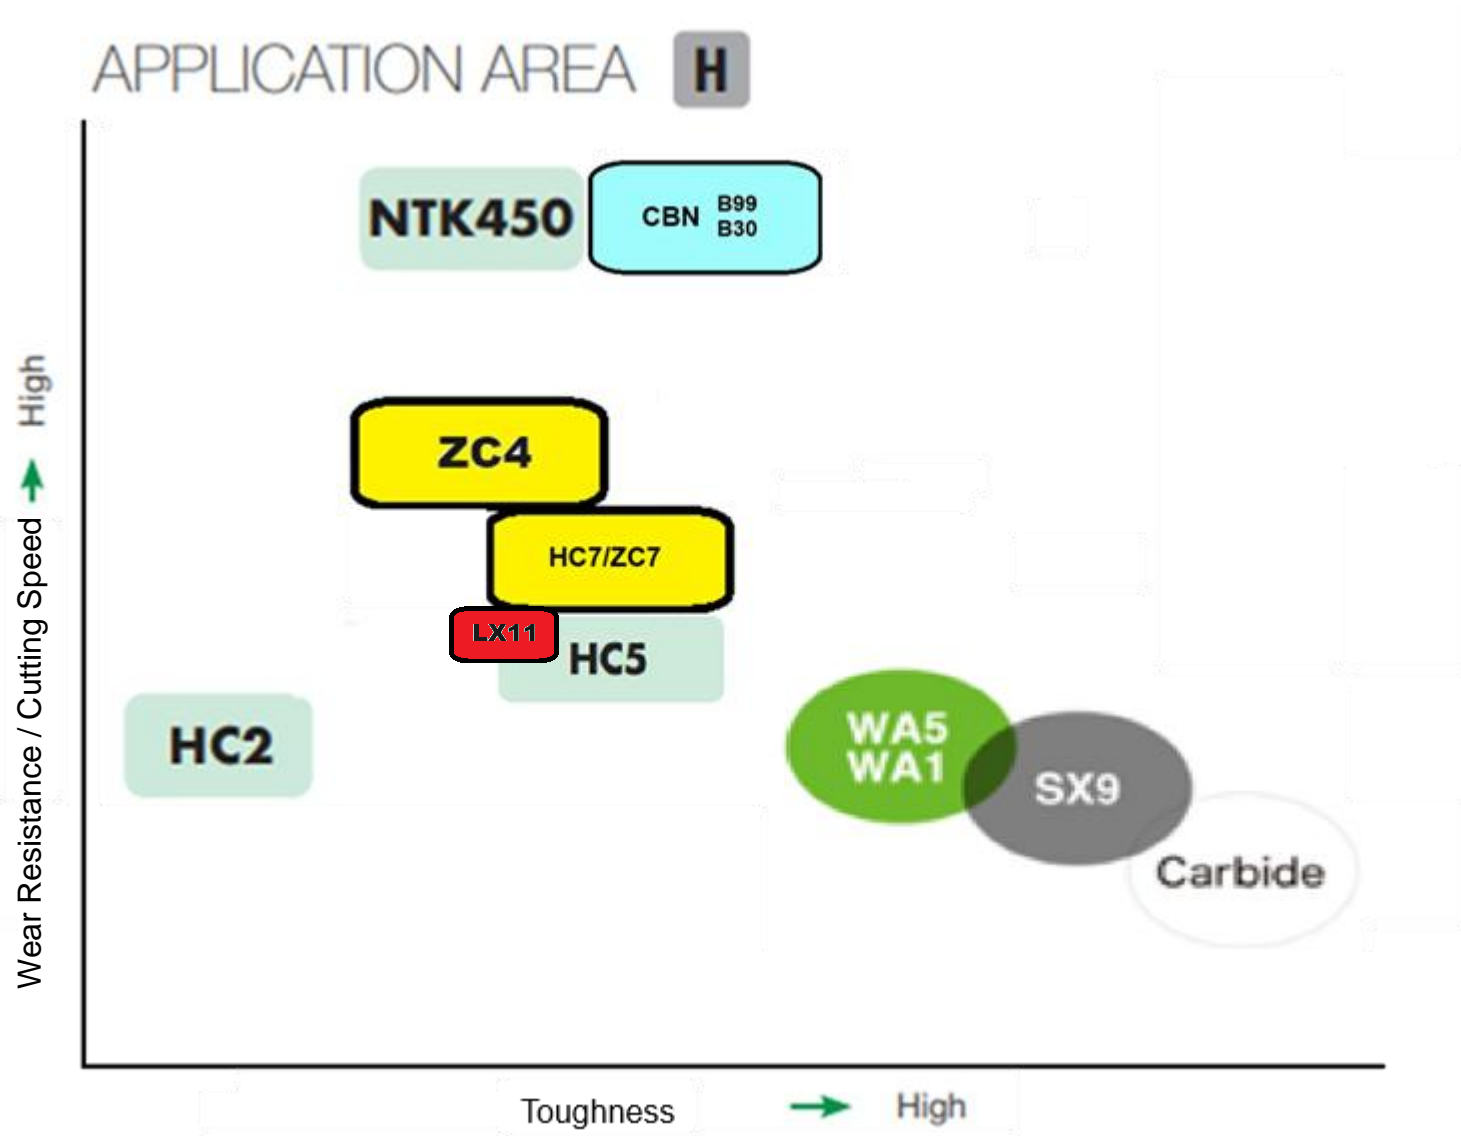 APPLICATION AREA H
NTK450
CBN B99
B30
High
ZC4
HC7/ZC7
LX11
HC5
HC2
WA5
WA1
SX9
Carbide
Wear Resistance / Cutting Speed
Toughness
High